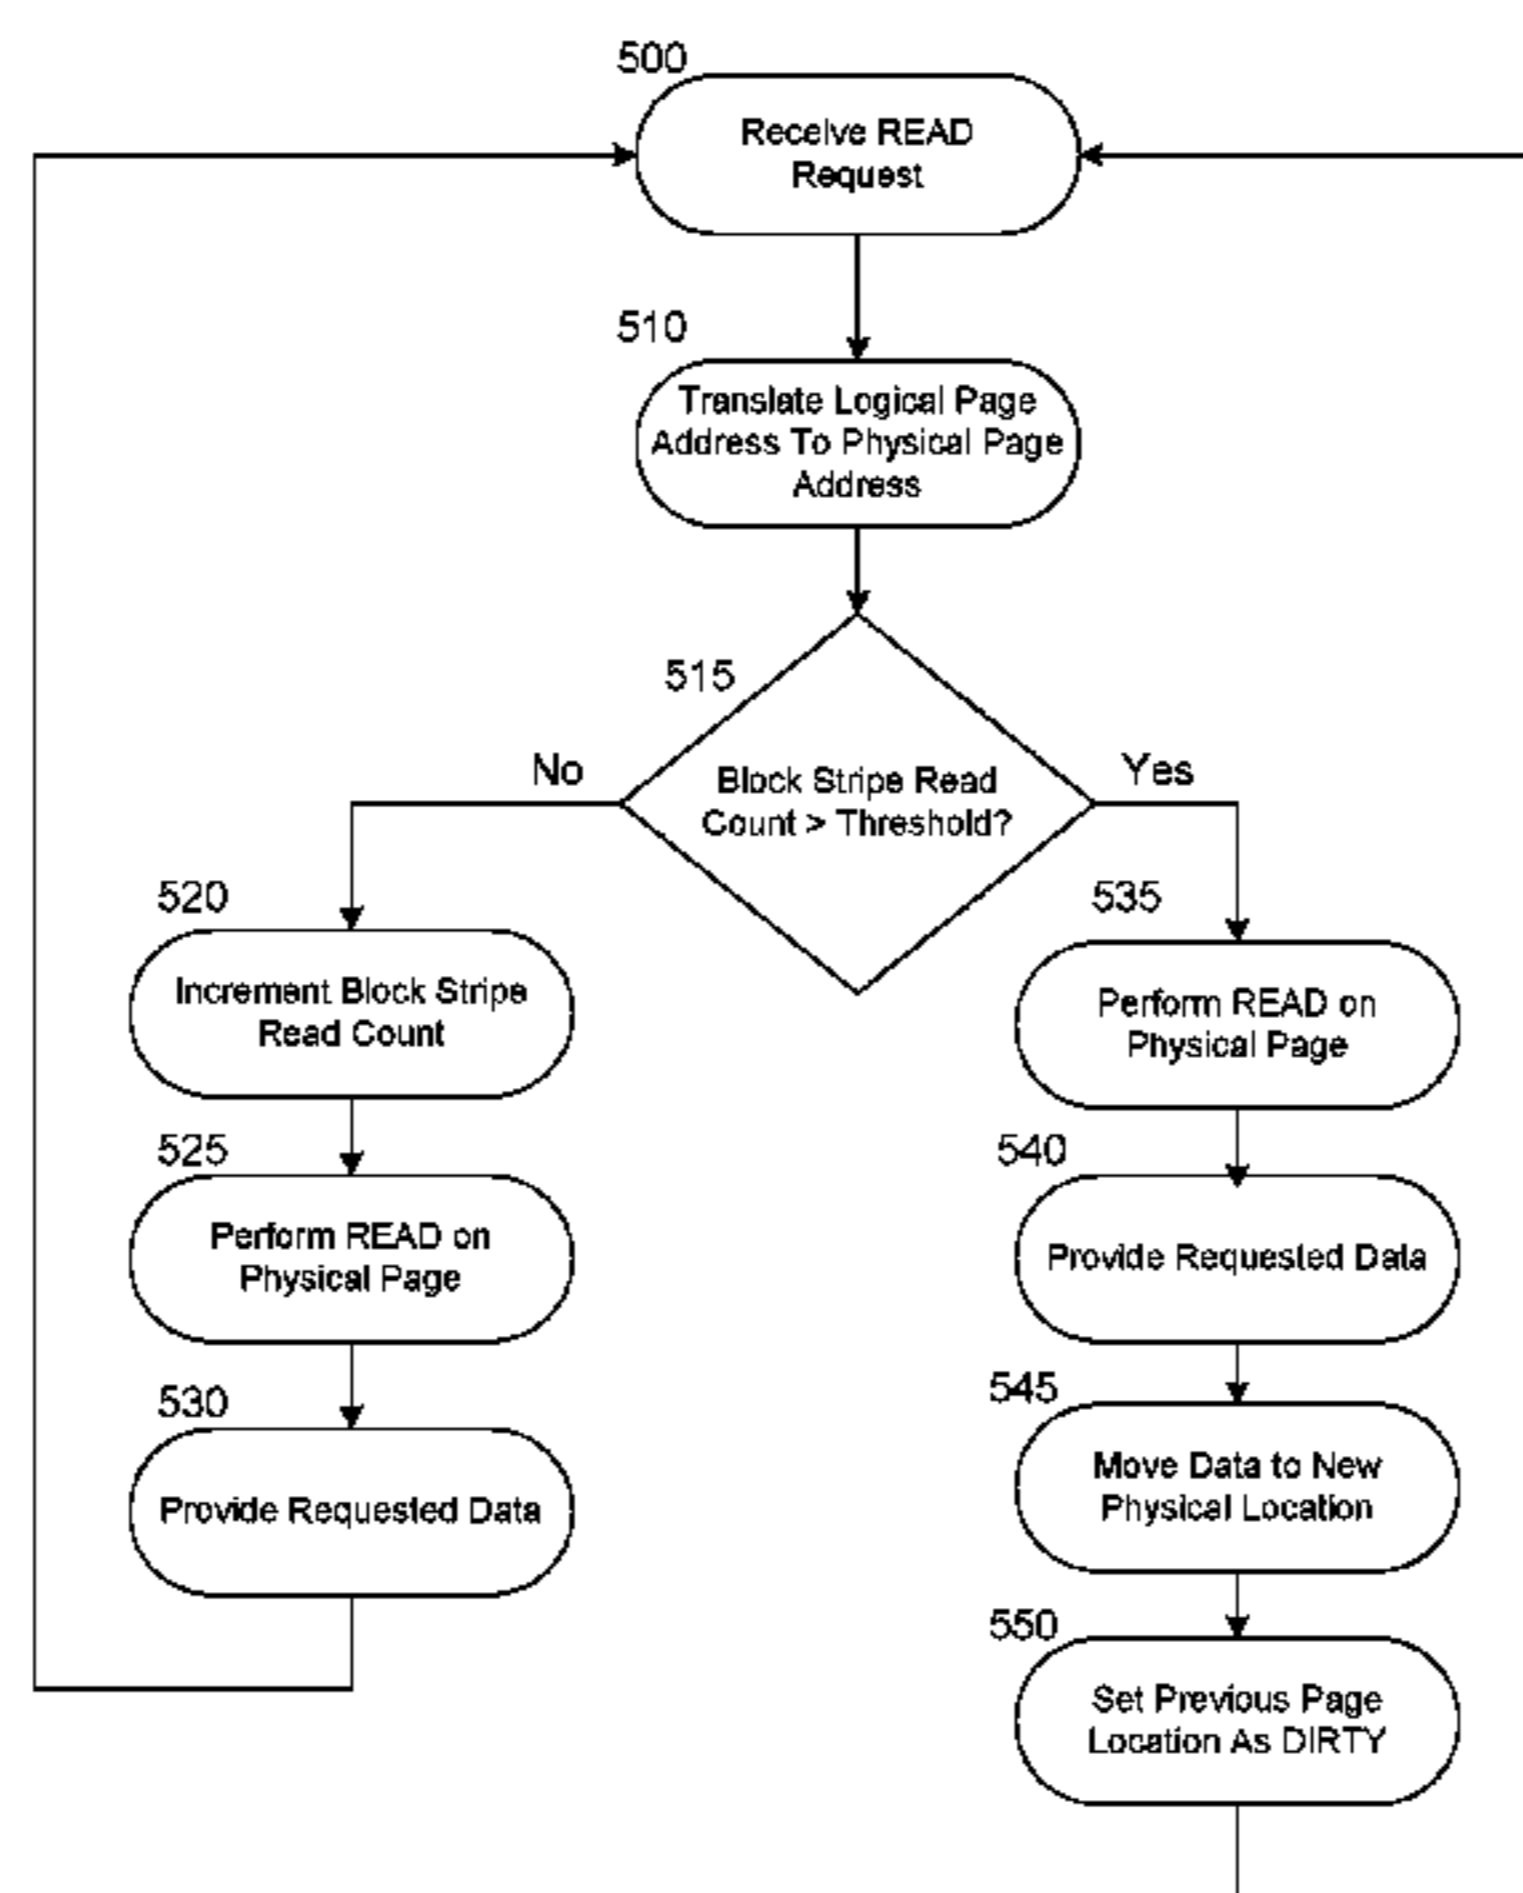 500
Receive READ
Request
510
Translate Logical Page
Address To Physical Page
Address
515
No
Block Stripe Read
Count > Threshold?
Yes
520
Increment Block Stripe
Read Count
535
Perform READ on
Physical Page
525
Perform READ on
Physical Page
540
Provide Requested Data
530
Provide Requested Data
545
Move Data to New
Physical Location
550
Set Previous Page
Location As DIRTY